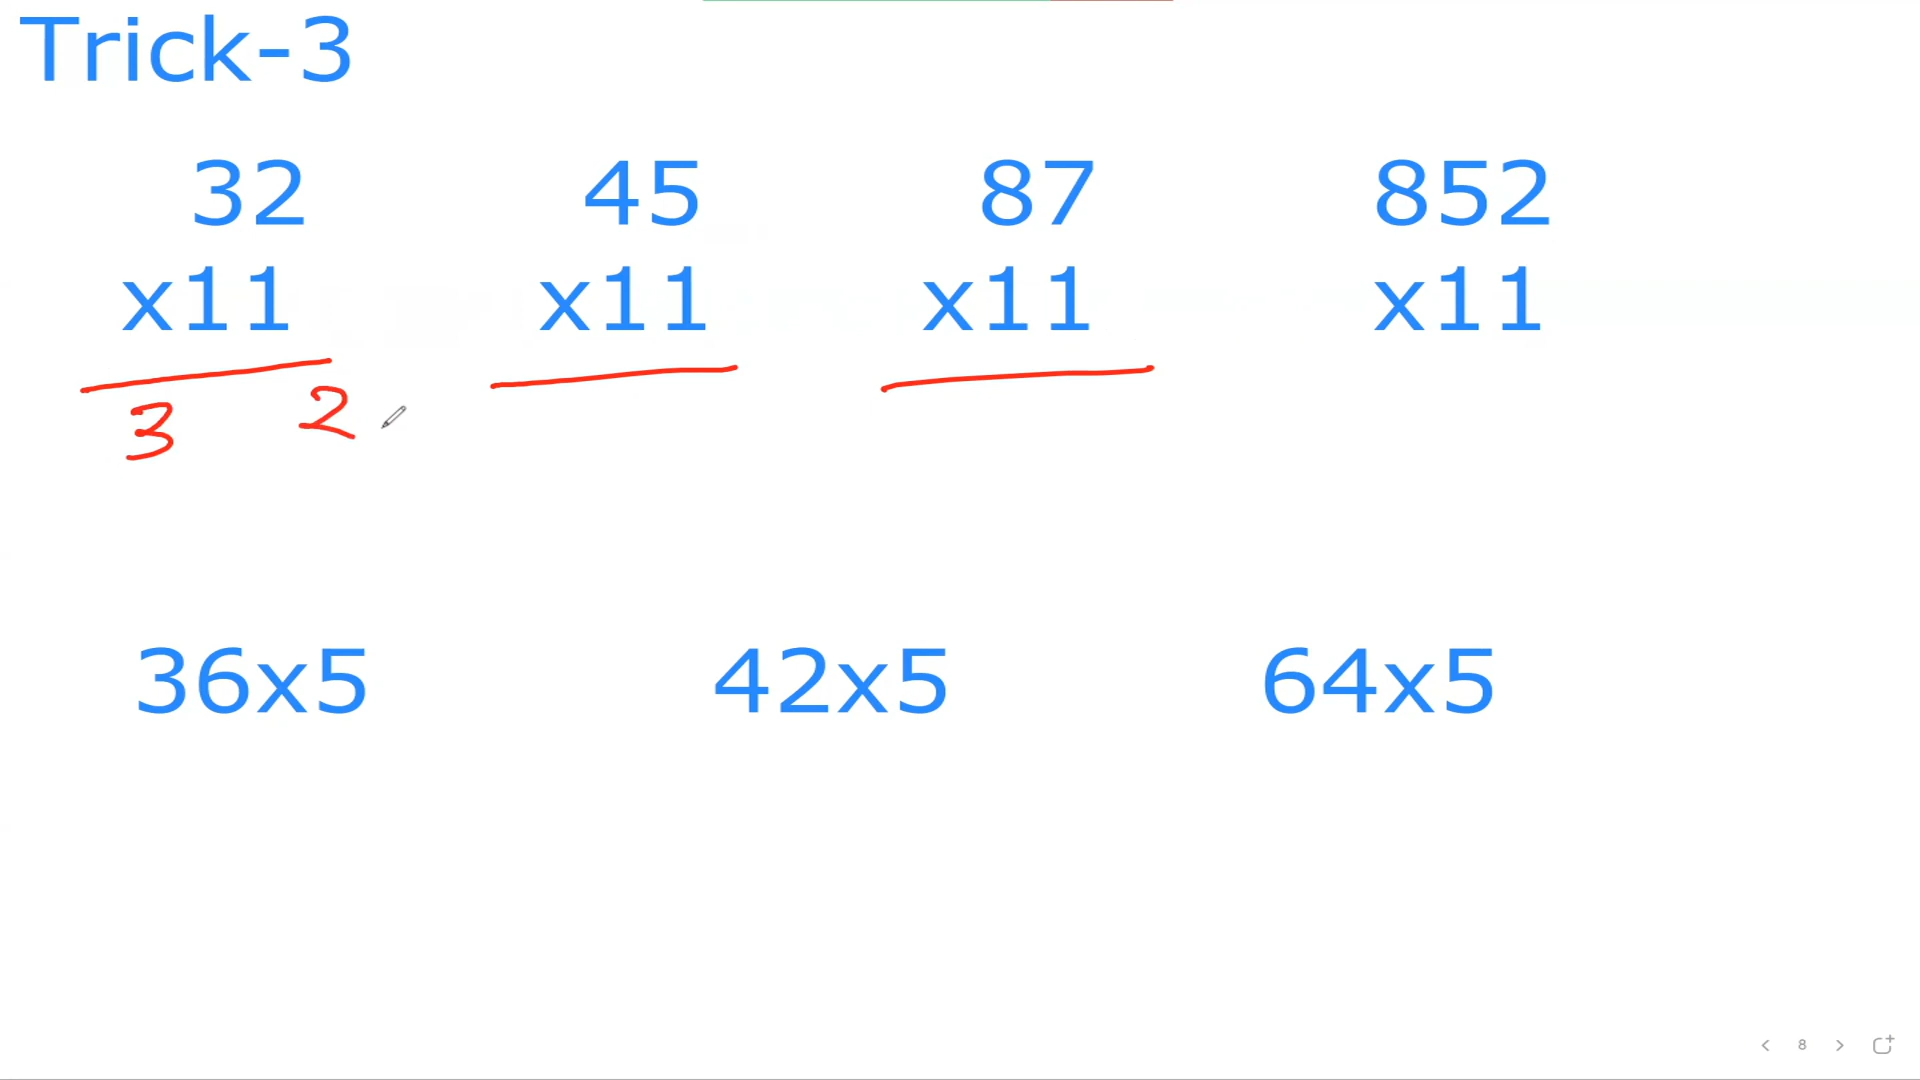 Trick-3
32 45 87 852
x11 x11 x11 x11
3 2
36x5 42x5 64x5
8